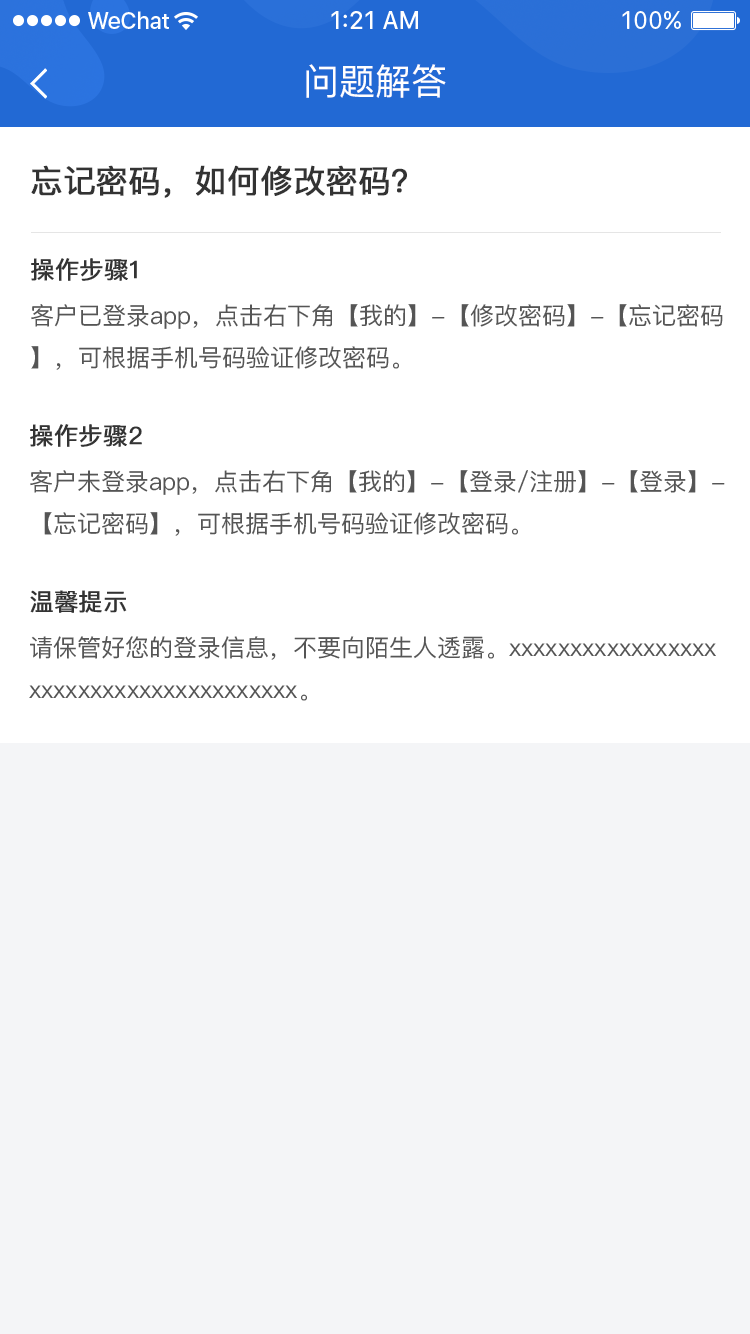 WeChat 1:21 AM 100%
问题解答
忘记密码，如何修改密码?
操作步骤1
客户已登录app，点击右下角【我的】–【修改密码】–【忘记密码
】，可根据手机号码验证修改密码。
操作步骤2
客户未登录app，点击右下角【我的】–【登录/注册】–【登录】–
【忘记密码】，可根据手机号码验证修改密码。
温馨提示
请保管好您的登录信息，不要向陌生人透露。xxxxxxxxxxxxxxxxx
xxxxxxxxxxxxxxxxxxxxxx。